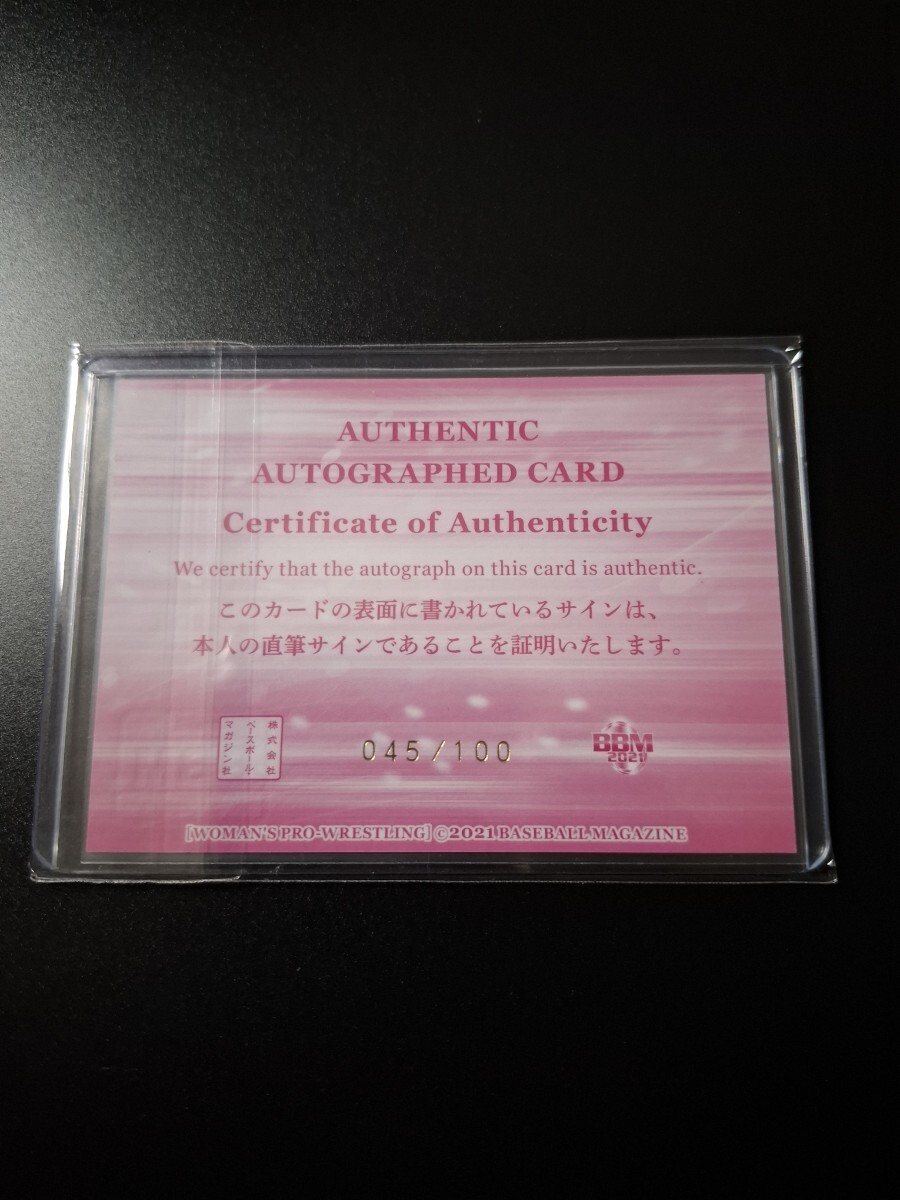 AUTHENTIC
AUTOGRAPHED CARD
Certificate of Authenticity
We certify that the autograph on this card is authentic.
このカードの表面に書かれているサインは、
本人の直筆サインであることを証明いたします。
株式会社
ベースボール・
マガジン社
045/100
BBM
2021
[WOMAN'S PRO-WRESTLING]©2021 BASEBALL MAGAZINE